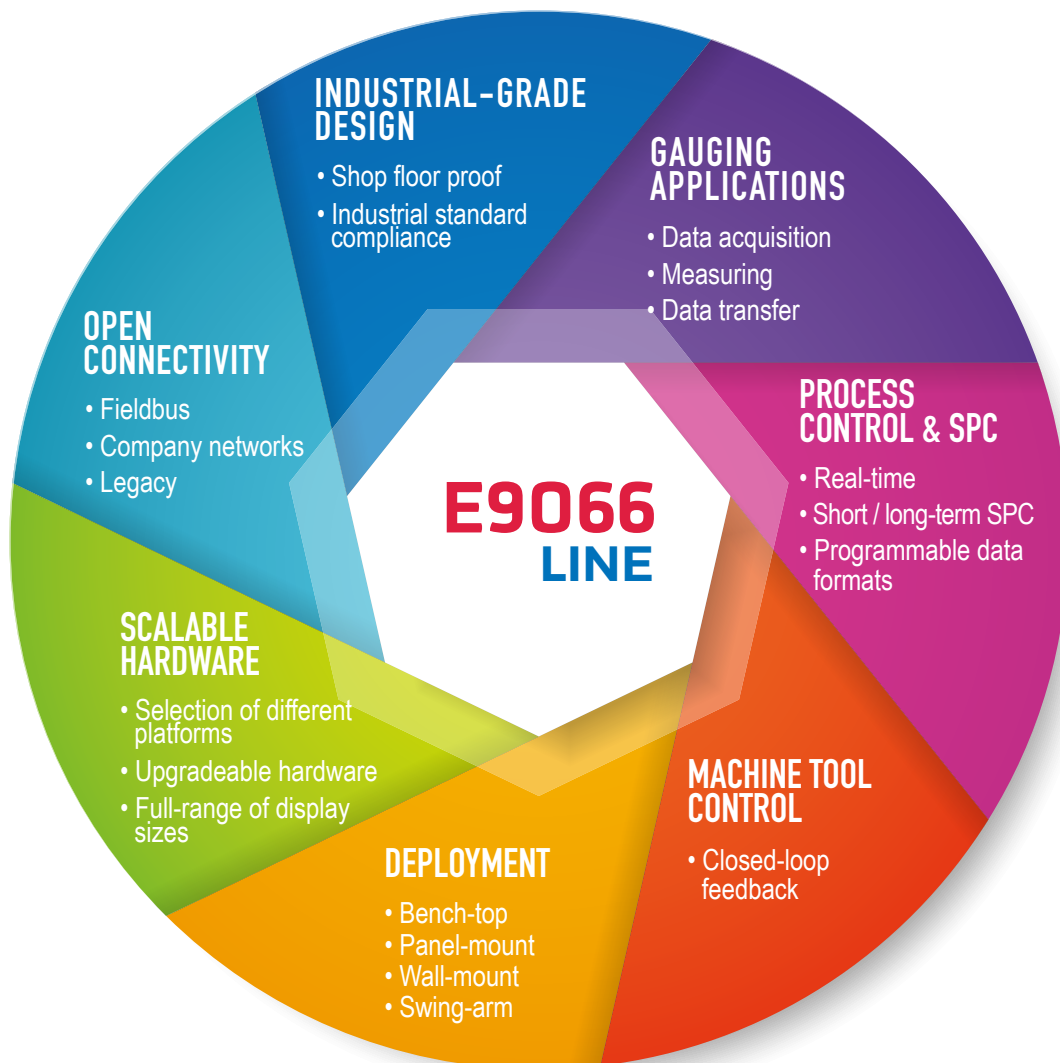 INDUSTRIAL-GRADE
DESIGN
• Shop floor proof
• Industrial standard
compliance
GAUGING
APPLICATIONS
• Data acquisition
• Measuring
• Data transfer
PROCESS
CONTROL & SPC
• Real-time
• Short / long-term SPC
• Programmable data
formats
MACHINE TOOL
CONTROL
• Closed-loop
feedback
DEPLOYMENT
• Bench-top
• Panel-mount
• Wall-mount
• Swing-arm
SCALABLE
HARDWARE
• Selection of different
platforms
• Upgradeable hardware
• Full-range of display
sizes
OPEN
CONNECTIVITY
• Fieldbus
• Company networks
• Legacy
E9066
LINE